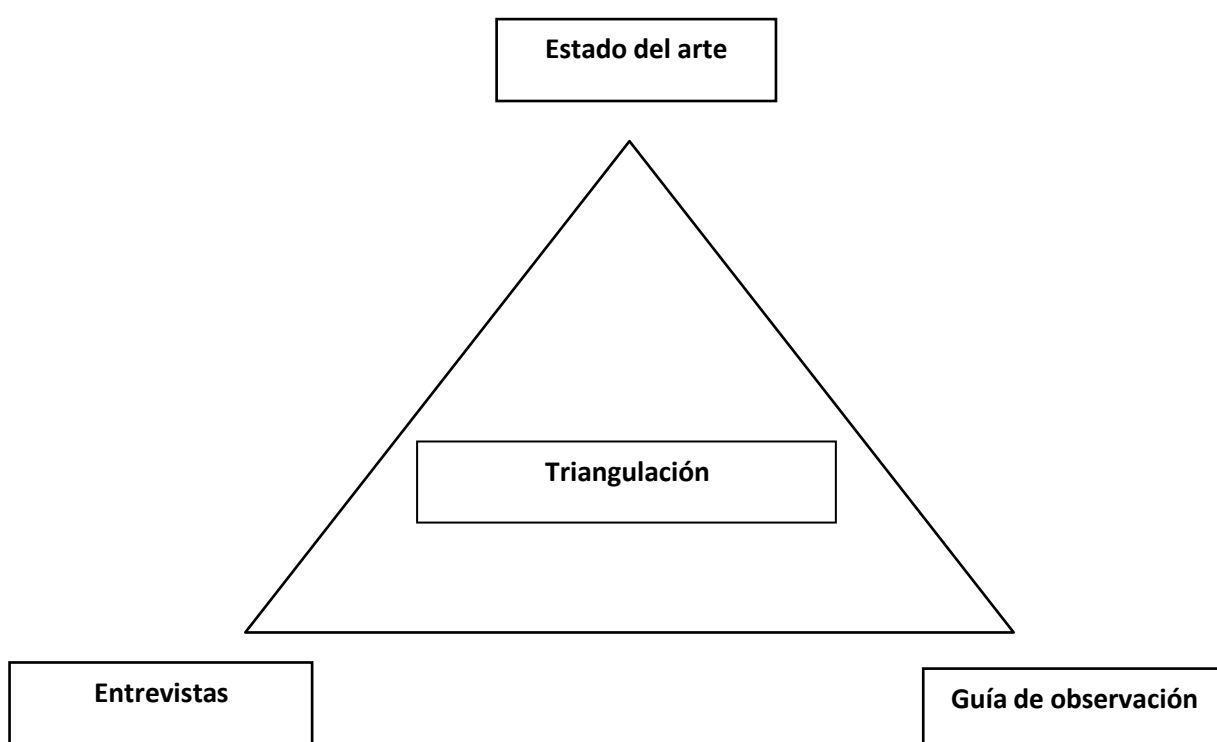 Estado del arte
Triangulación
Entrevistas
Guía de observación